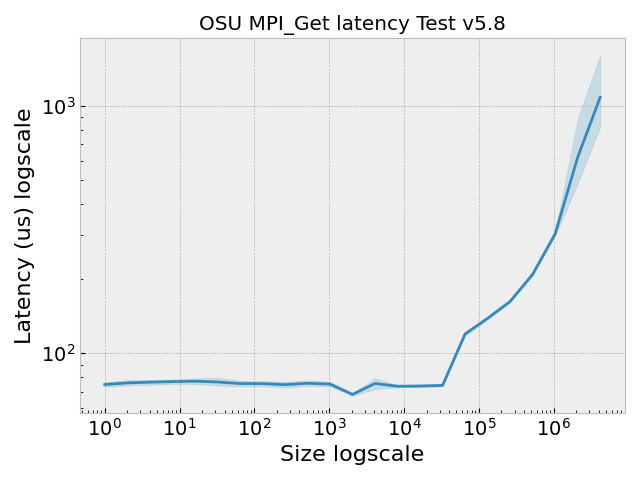 OSU MPI_Get latency Test v5.8
Latency (us) logscale
10³
10²
10⁰ 10¹ 10² 10³ 10⁴ 10⁵ 10⁶
Size logscale